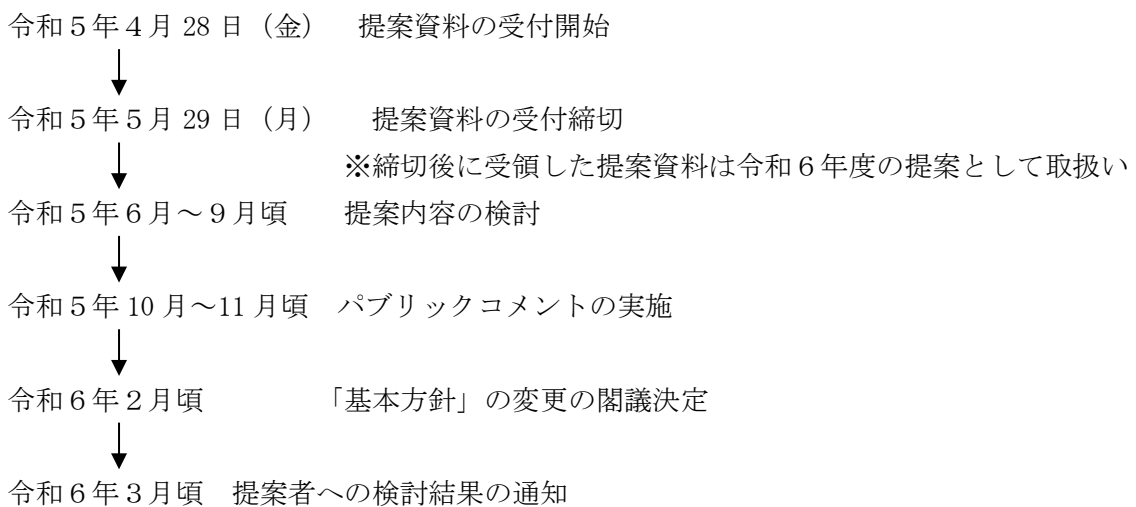 令和５年４月 28 日（金）　提案資料の受付開始
令和５年５月 29 日（月）　　提案資料の受付締切
※締切後に受領した提案資料は令和６年度の提案として取扱い
令和５年６月～９月頃　　提案内容の検討
令和５年 10 月～11 月頃　パブリックコメントの実施
令和６年２月頃　　　　「基本方針」の変更の閣議決定
令和６年３月頃　提案者への検討結果の通知